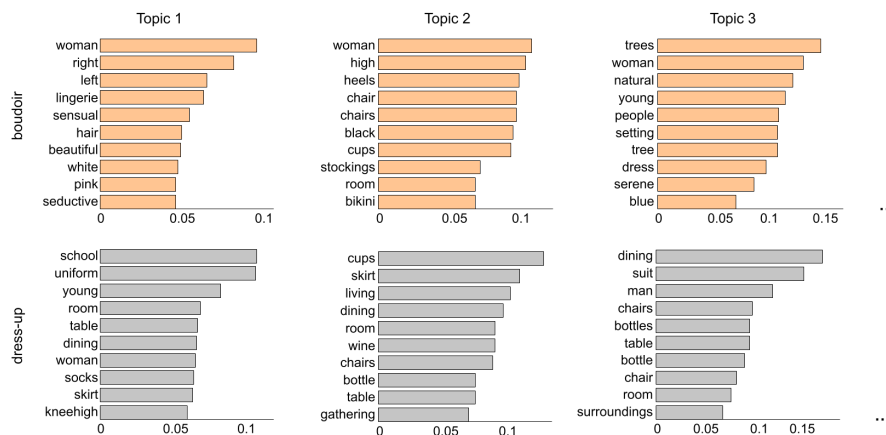 Topic 1
Topic 2
Topic 3
boudoir
woman
right
left
lingerie
sensual
hair
beautiful
white
pink
seductive
0 0.05 0.1
woman
high
heels
chair
chairs
black
cups
stockings
room
bikini
0 0.05 0.1
trees
woman
natural
young
people
setting
tree
dress
serene
blue
0 0.05 0.1 0.15
..
dress-up
school
uniform
young
room
table
dining
woman
socks
skirt
kneehigh
0 0.05 0.1
cups
skirt
living
dining
room
wine
chairs
bottle
table
gathering
0 0.05 0.1
dining
suit
man
chairs
bottles
table
bottle
chair
room
surroundings
0 0.05 0.1 0.15
...